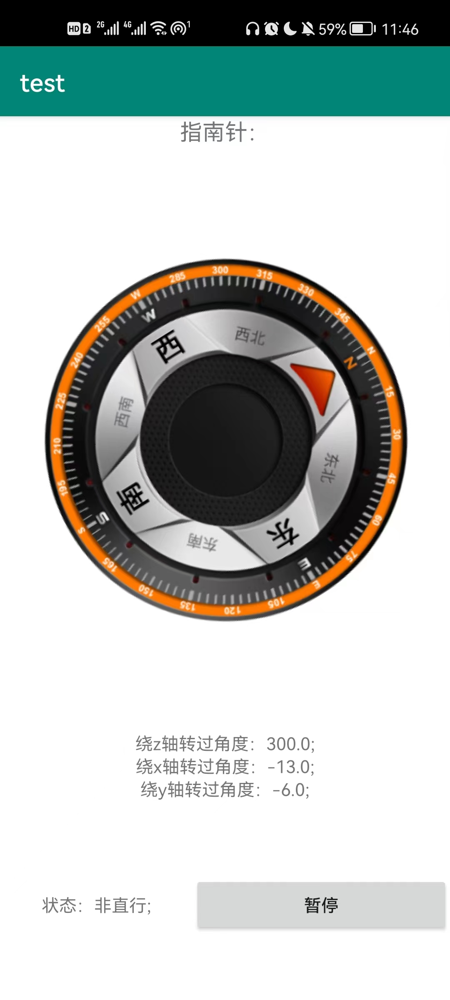 HD 2 2G 4G 1 59% 11:46
test
指南针：
300
285 315
W 330
255 345
W
西北
西
240 N
N
225 15
西南
210 30
东北
195 45
南
S 60
S
东
东南
E
165 75
150 E
135 120 105
绕z轴转过角度：300.0;
绕x轴转过角度：-13.0;
绕y轴转过角度：-6.0;
状态：非直行;
暂停